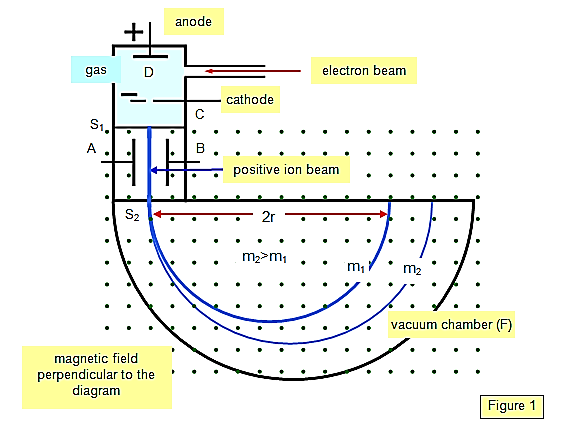 anode
+
gas
D
electron beam
–
cathode
C
S₁
A
B
positive ion beam
S₂
2r
m₂>m₁
m₁
m₂
vacuum chamber (F)
magnetic field
perpendicular to the
diagram
Figure 1